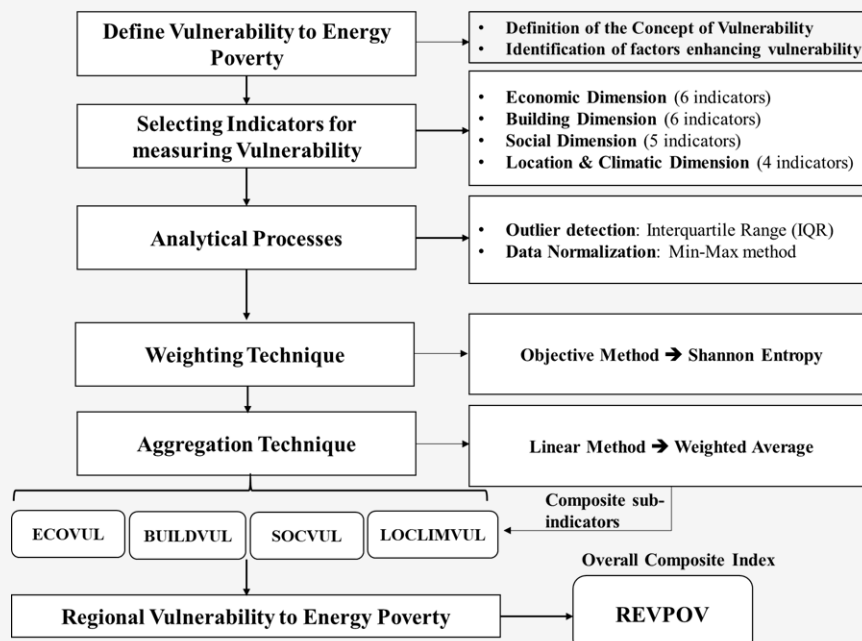 Define Vulnerability to Energy
Poverty
• Definition of the Concept of Vulnerability
• Identification of factors enhancing vulnerability
Selecting Indicators for
measuring Vulnerability
• Economic Dimension (6 indicators)
• Building Dimension (6 indicators)
• Social Dimension (5 indicators)
• Location & Climatic Dimension (4 indicators)
Analytical Processes
• Outlier detection: Interquartile Range (IQR)
• Data Normalization: Min-Max method
Weighting Technique
Objective Method ➔ Shannon Entropy
Aggregation Technique
Linear Method ➔ Weighted Average
Composite sub-
indicators
ECOVUL
BUILDVUL
SOCVUL
LOCLIMVUL
Overall Composite Index
Regional Vulnerability to Energy Poverty
REVPOV